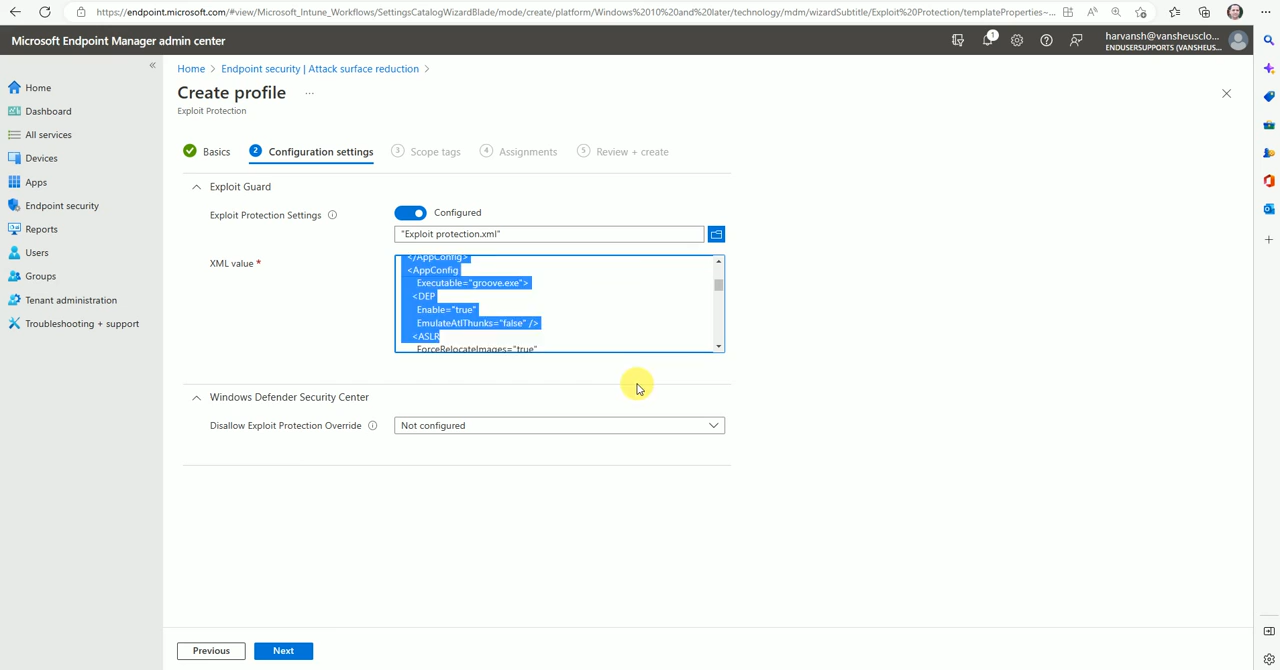 https://endpoint.microsoft.com/#view/Microsoft_Intune_Workflows/SettingsCatalogWizardBlade/mode/create/platform/Windows%2010%20and%20later/technology/mdm/wizardSubtitle/Exploit%20Protection/templateProperties~...
Microsoft Endpoint Manager admin center
1
harvansh@vansheusclo...
ENDUSERSUPPORTS (VANSHEUS...
Home > Endpoint security | Attack surface reduction >
Create profile ...
Exploit Protection
Home
Dashboard
All services
Devices
Apps
Endpoint security
Reports
Users
Groups
Tenant administration
Troubleshooting + support
Basics 2 Configuration settings 3 Scope tags 4 Assignments 5 Review + create
Exploit Guard
Exploit Protection Settings Configured
"Exploit protection.xml"
XML value *
</AppConfig>
<AppConfig
Executable="groove.exe">
<DEP
Enable="true"
EmulateAtlThunks="false" />
<ASLR
ForceRelocateImages="true"
Windows Defender Security Center
Disallow Exploit Protection Override Not configured
Previous Next